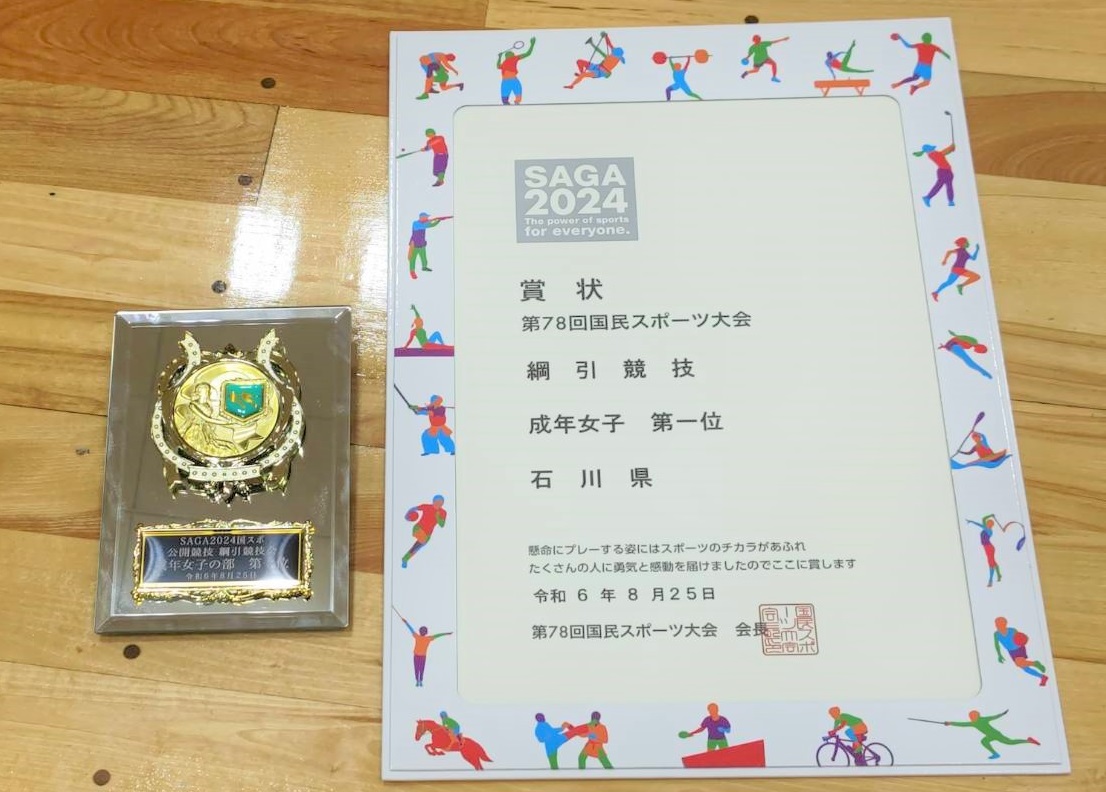 SAGA2024国スポ
公開競技 綱引競技会
年女子の部 第
令和6年8月25日
SAGA
2024
The power of sports
for everyone.
賞 状
第78回国民スポーツ大会
綱 引 競 技
成年女子 第一位
石 川 県
懸命にプレーする姿にはスポーツのチカラがあふれ
たくさんの人に勇気と感動を届けましたのでここに賞します
令和 6 年 8 月25日
第78回国民スポーツ大会 会長